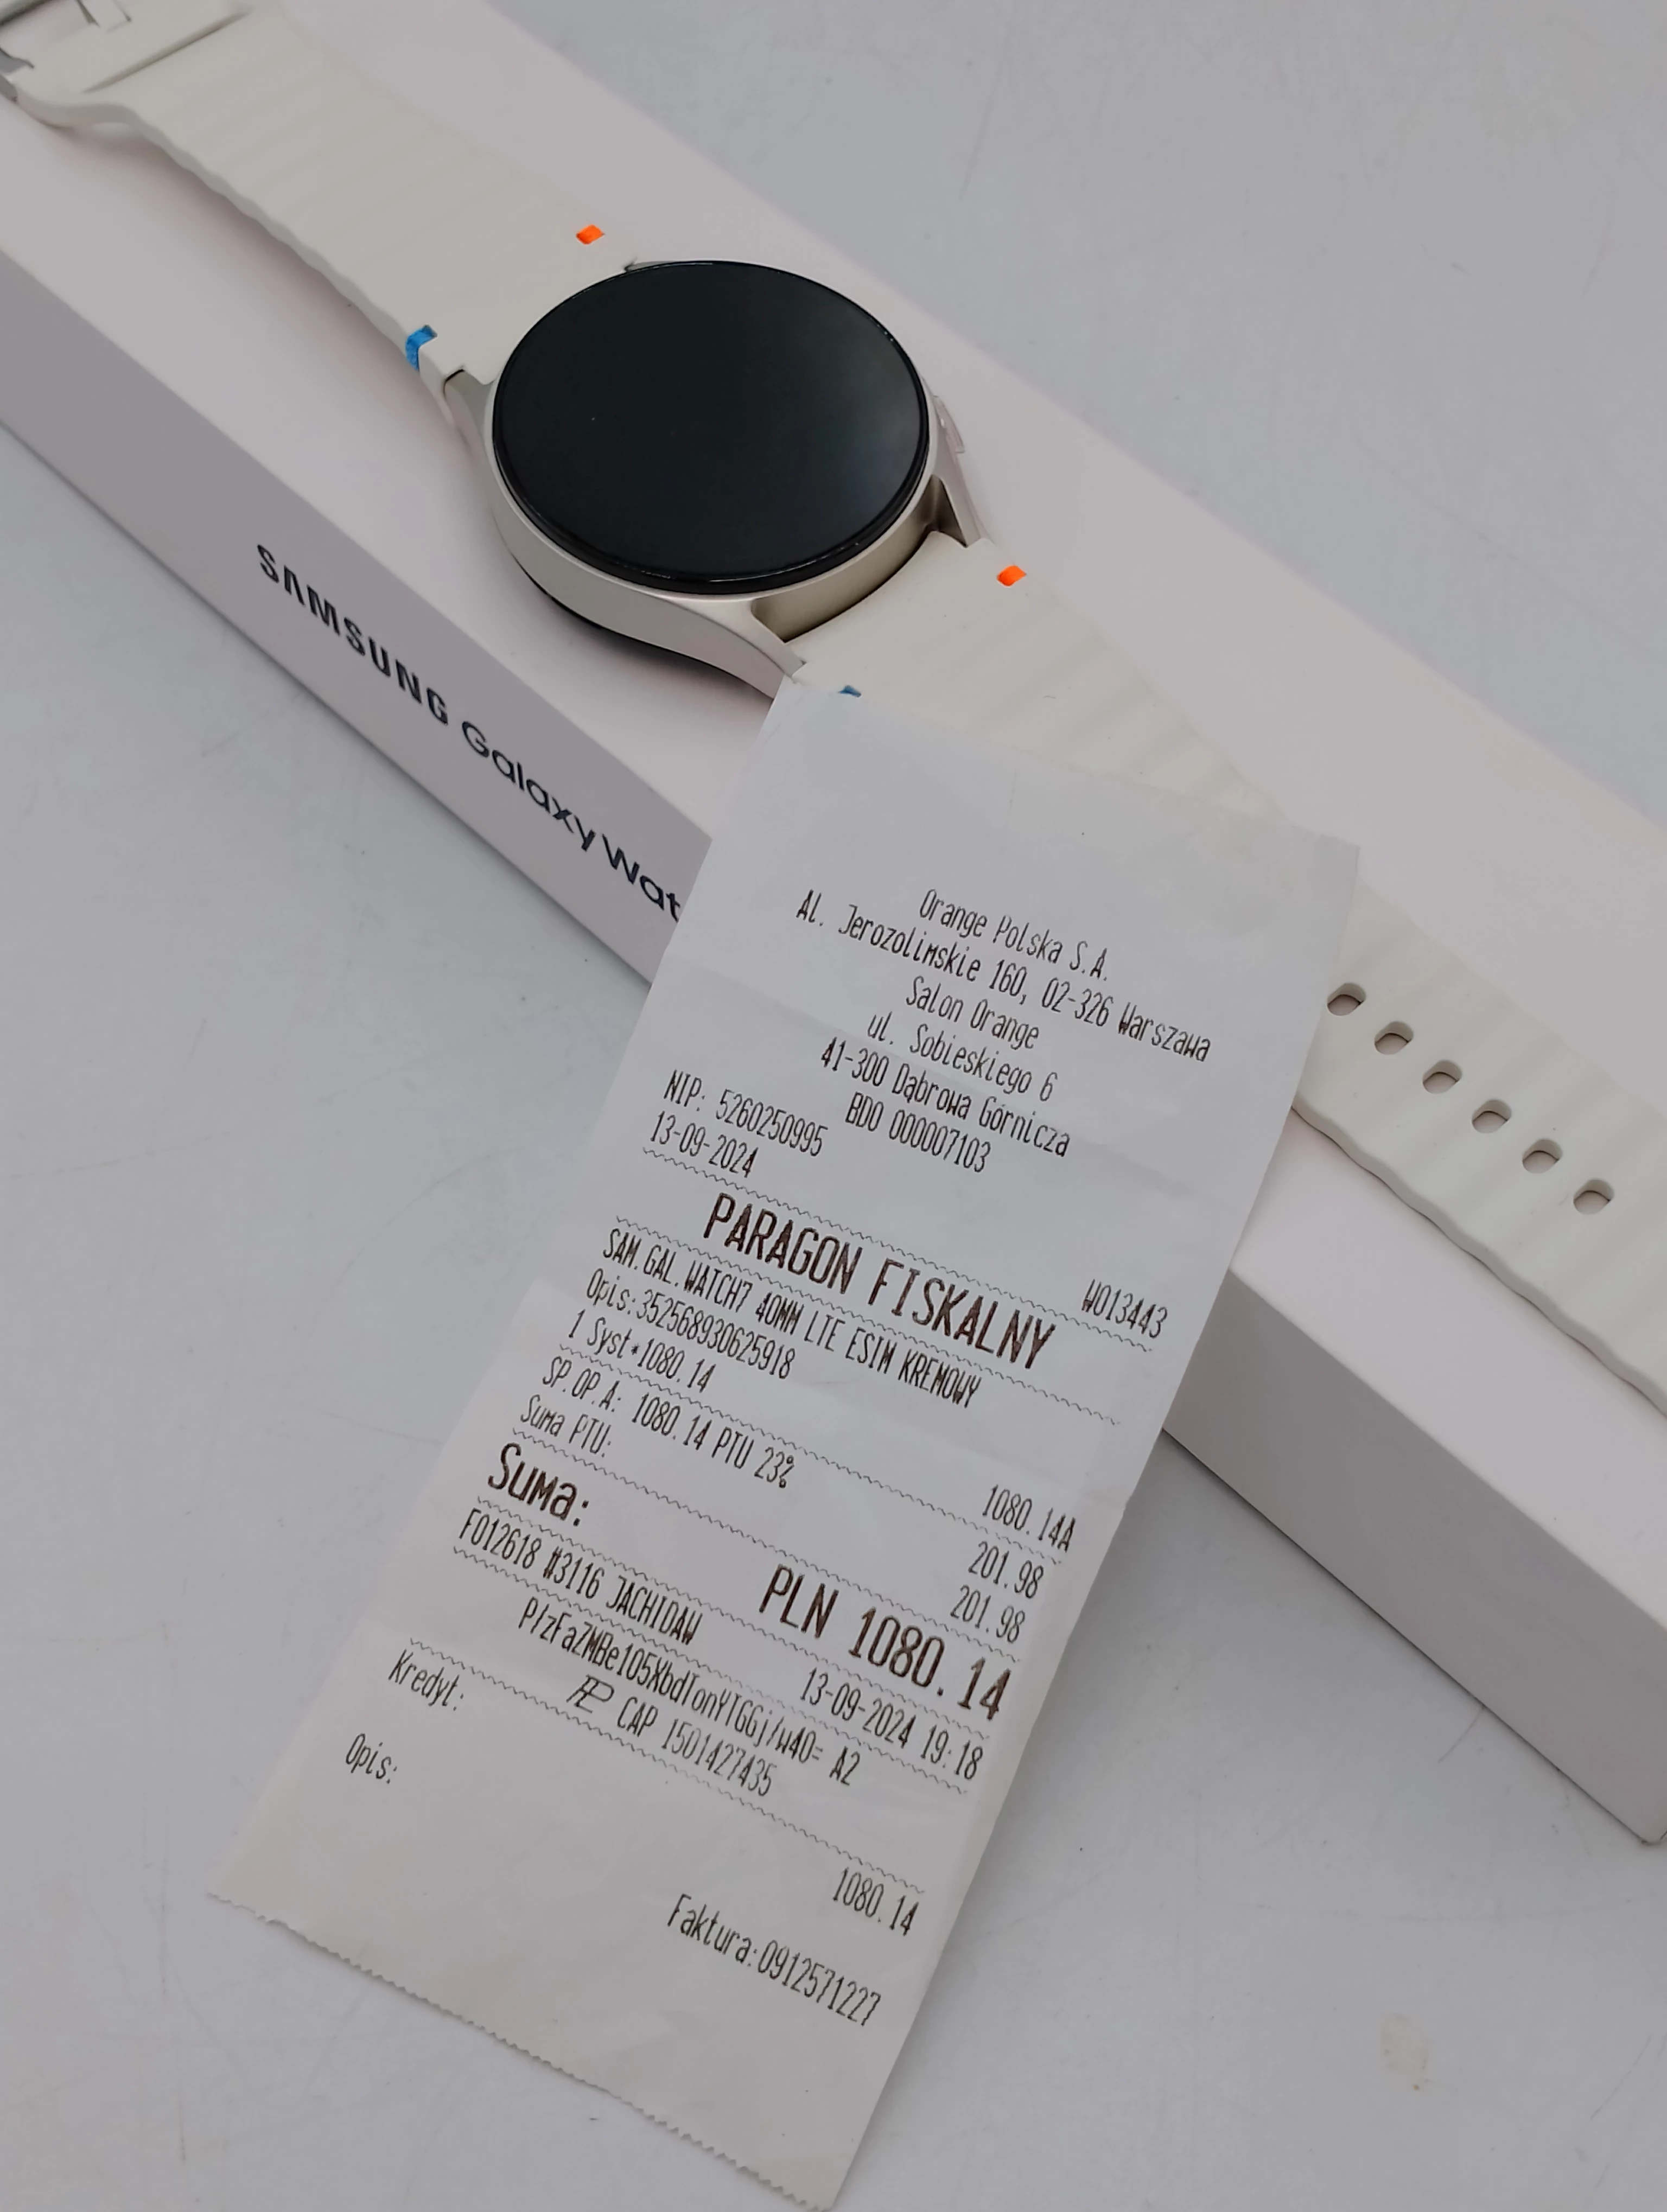 SAMSUNG Galaxy Wat
Orange Polska S.A.
Al. Jerozolimskie 160, 02-326 Warszawa
Salon Orange
ul. Sobieskiego 6
41-300 Dąbrowa Górnicza
BDO 000007103
NIP: 5260250995
13-09-2024 W013443
PARAGON FISKALNY
SAM.GAL.WATCH7 40MM LTE ESIM KREMOWY
Opis:352568930625918
1 Syst*1080.14 1080.14A
SP.OP.A: 1080.14 PTU 23% 201.98
Suma PTU: 201.98
Suma: PLN 1080.14
F012618 #3116 JACHIDAW 13-09-2024 19:18
P/zFaZMBe105XbdTonYTGGj/w40= A2
CAP 1501427435
Kredyt: 1080.14
Opis: Faktura:0912571227